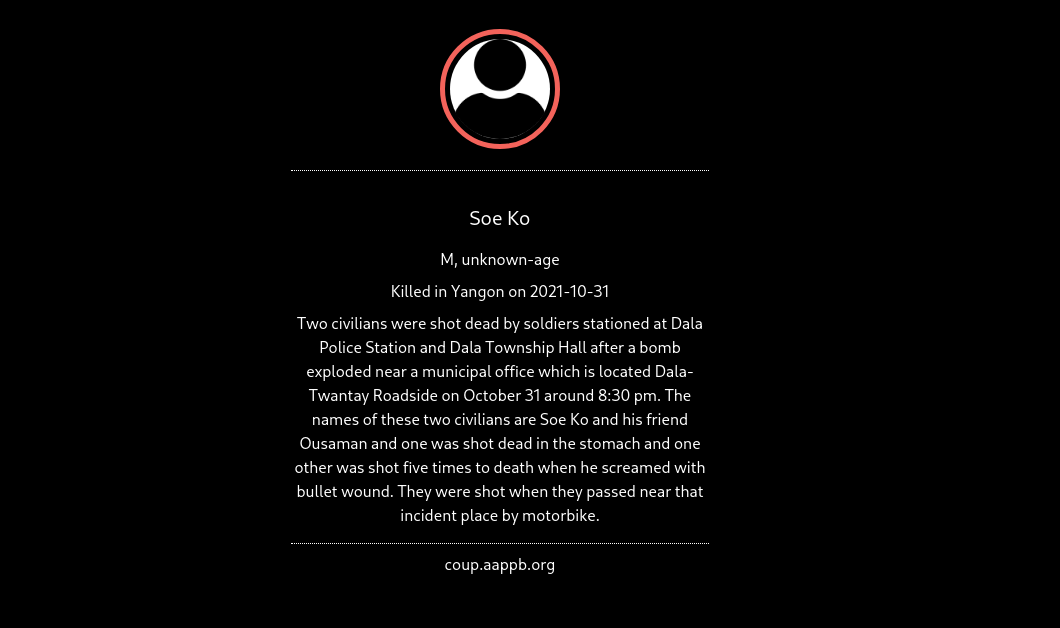 Soe Ko
M, unknown-age
Killed in Yangon on 2021-10-31
Two civilians were shot dead by soldiers stationed at Dala
Police Station and Dala Township Hall after a bomb
exploded near a municipal office which is located Dala-
Twantay Roadside on October 31 around 8:30 pm. The
names of these two civilians are Soe Ko and his friend
Ousaman and one was shot dead in the stomach and one
other was shot five times to death when he screamed with
bullet wound. They were shot when they passed near that
incident place by motorbike.
coup.aappb.org